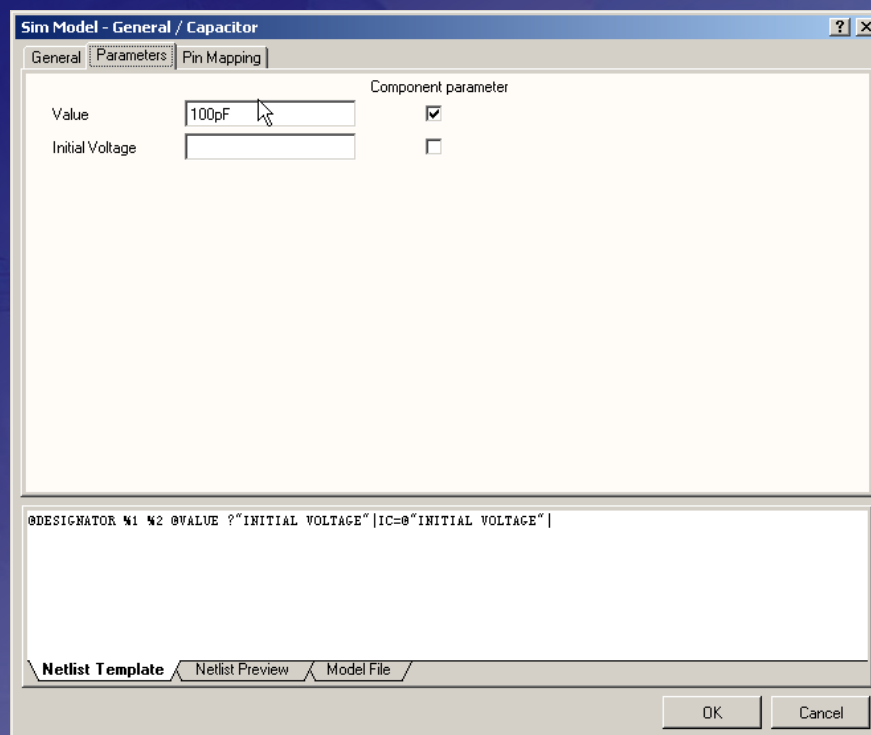 Sim Model - General / Capacitor
General Parameters Pin Mapping
Component parameter
Value 100pF
Initial Voltage
@DESIGNATOR %1 %2 @VALUE ?"INITIAL VOLTAGE"|IC=@"INITIAL VOLTAGE"|
Netlist Template Netlist Preview Model File
OK Cancel